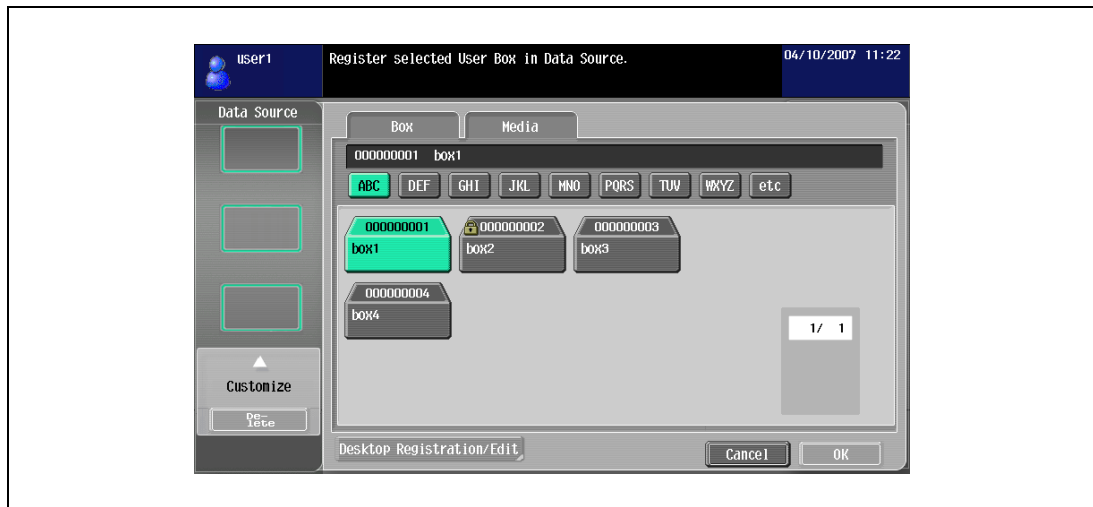 user1
Register selected User Box in Data Source.
04/10/2007 11:22
Data Source
Box
Media
000000001 box1
ABC DEF GHI JKL MNO PQRS TUV WXYZ etc
000000001
box1
000000002
box2
000000003
box3
000000004
box4
1/ 1
Customize
De-
lete
Desktop Registration/Edit
Cancel
OK